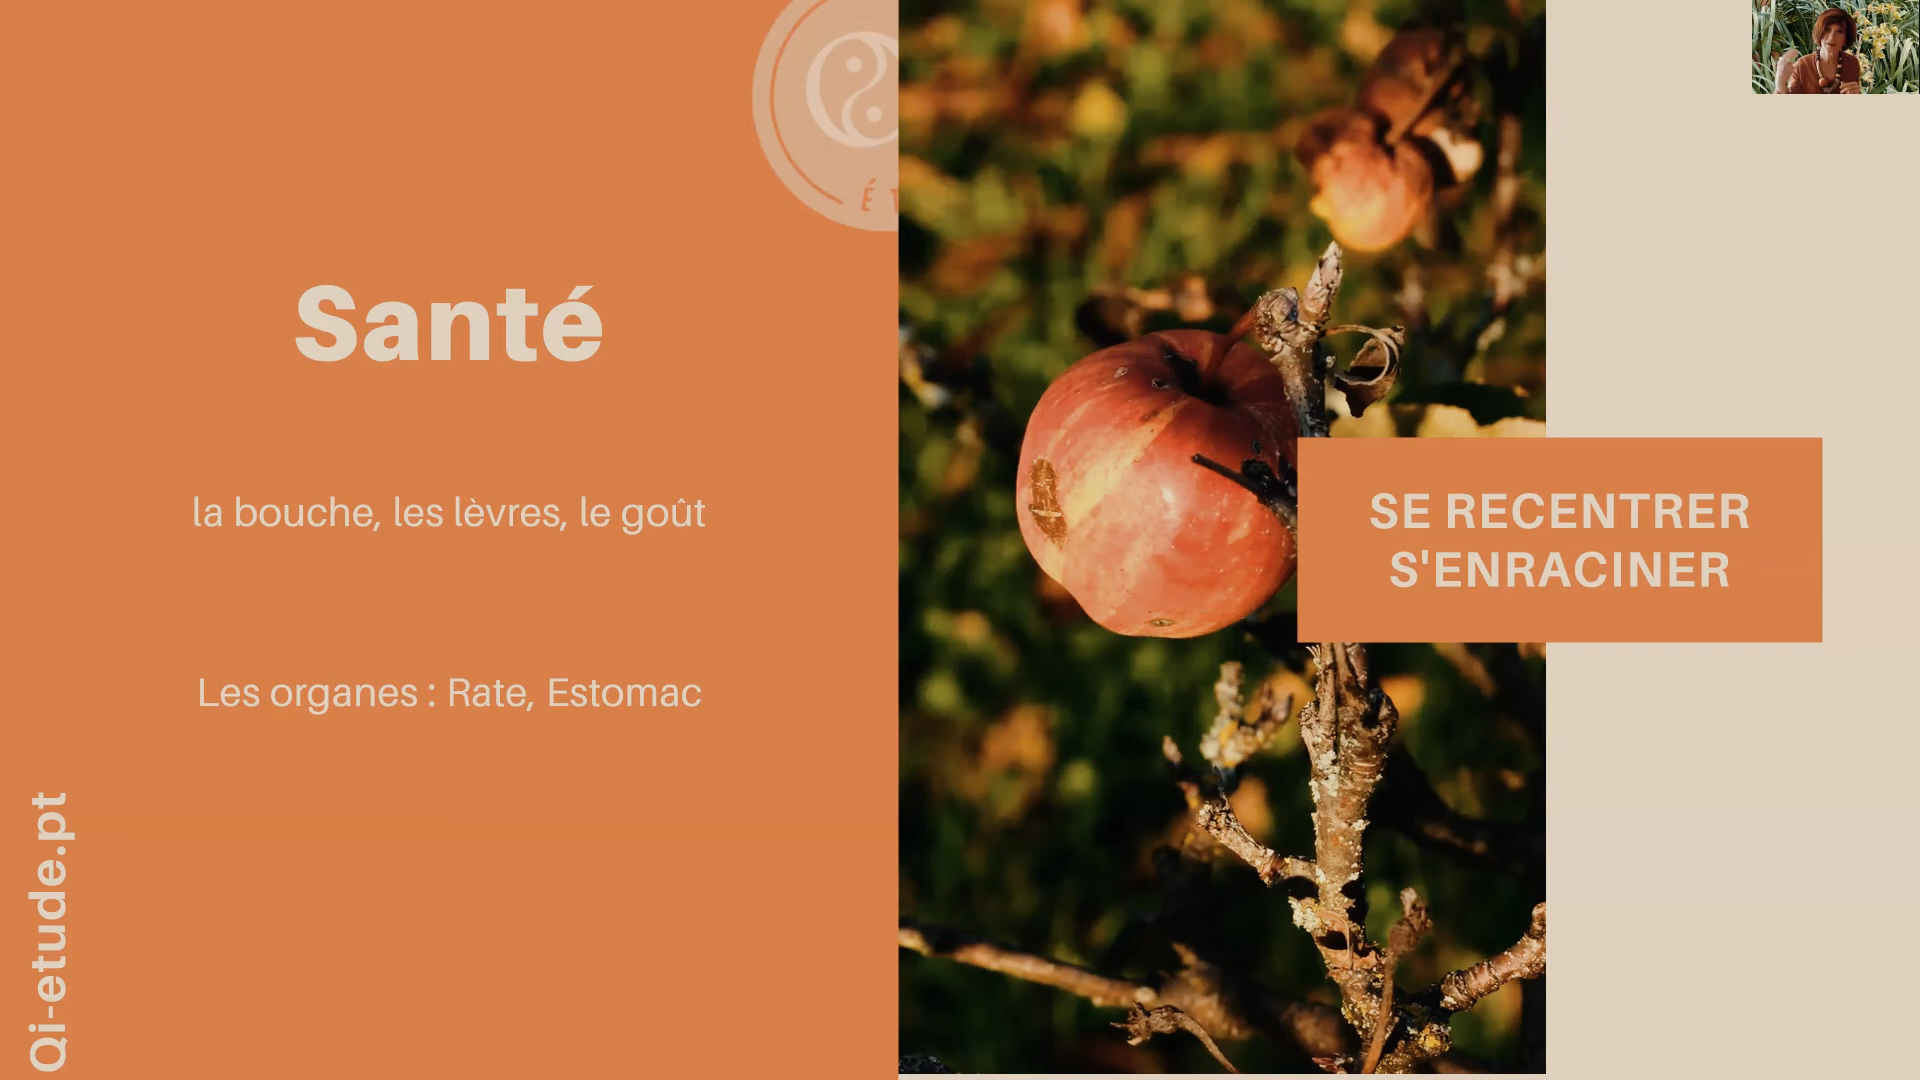 Santé
la bouche, les lèvres, le goût
Les organes : Rate, Estomac
SE RECENTRER
S'ENRACINER
Qi-etude.pt